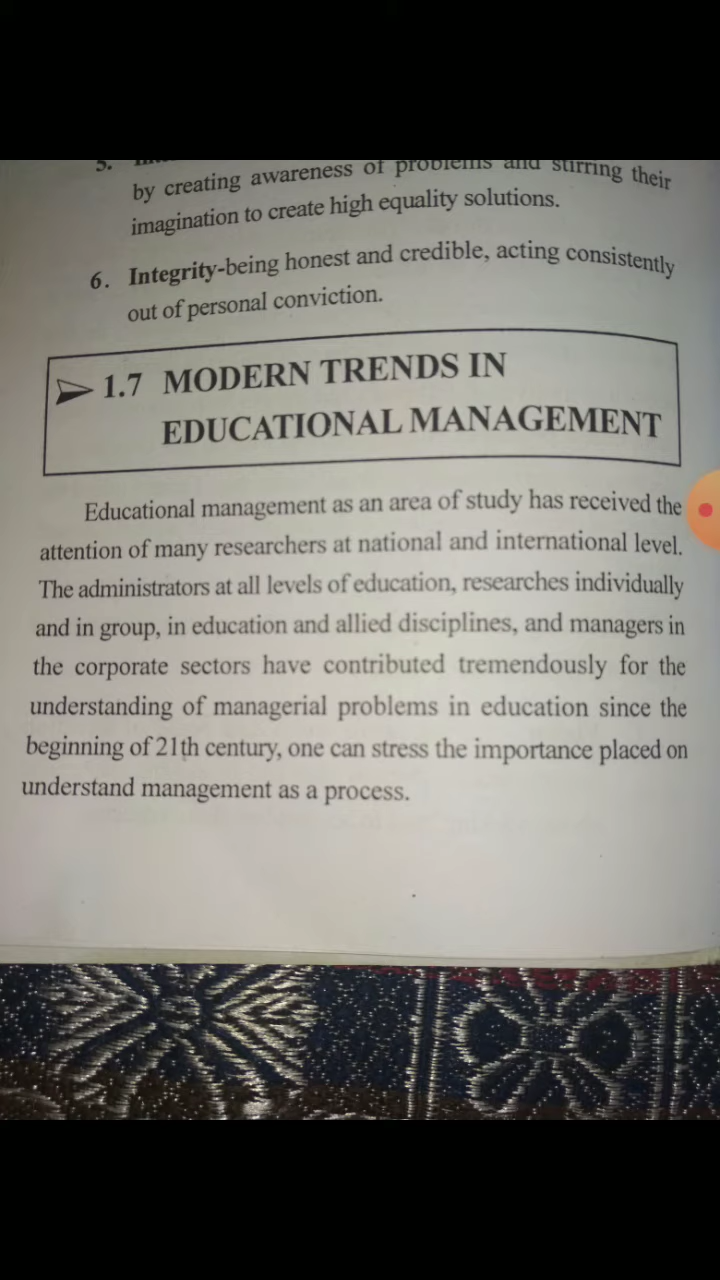 5.
by creating awareness of problems and stirring their
imagination to create high equality solutions.
6. Integrity-being honest and credible, acting consistently
out of personal conviction.
1.7 MODERN TRENDS IN
EDUCATIONAL MANAGEMENT
Educational management as an area of study has received the
attention of many researchers at national and international level.
The administrators at all levels of education, researches individually
and in group, in education and allied disciplines, and managers in
the corporate sectors have contributed tremendously for the
understanding of managerial problems in education since the
beginning of 21th century, one can stress the importance placed on
understand management as a process.